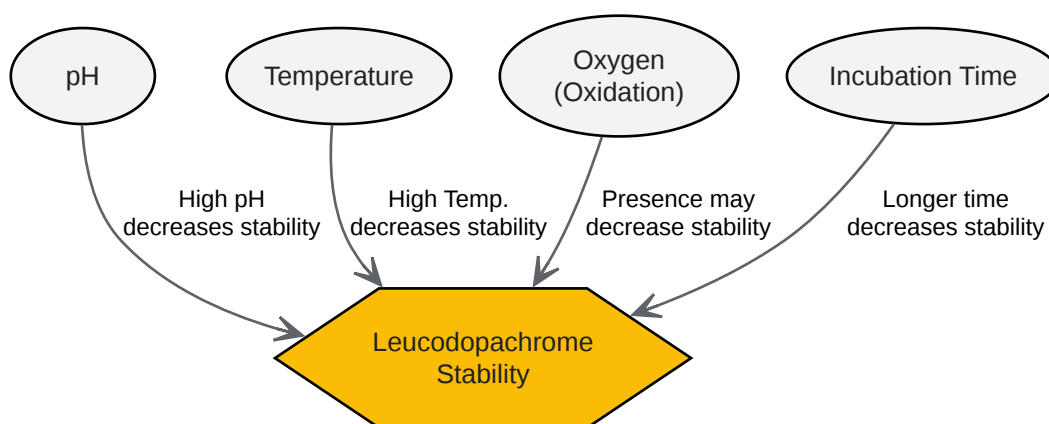 pH
Temperature
Oxygen
(Oxidation)
Incubation Time
High pH
decreases stability
High Temp.
decreases stability
Presence may
decrease stability
Longer time
decreases stability
Leucodopachrome
Stability